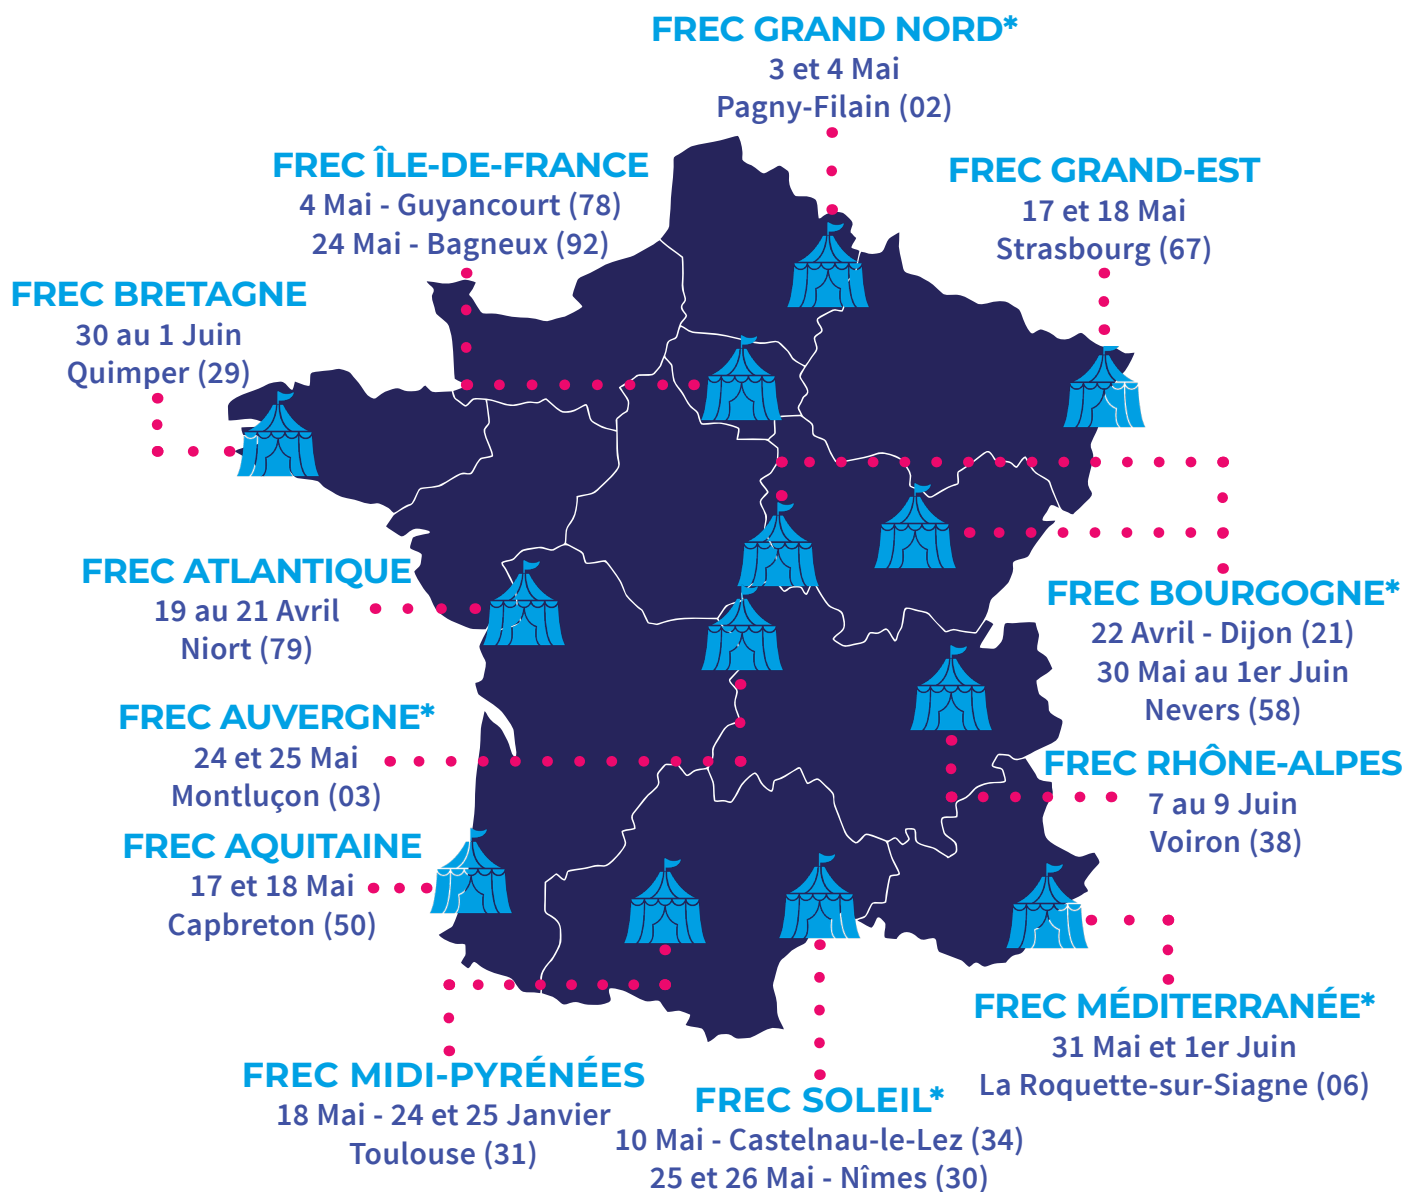 FREC GRAND NORD*
3 et 4 Mai
Pagny-Filain (02)
FREC ÎLE-DE-FRANCE
4 Mai - Guyancourt (78)
24 Mai - Bagneux (92)
FREC GRAND-EST
17 et 18 Mai
Strasbourg (67)
FREC BRETAGNE
30 au 1 Juin
Quimper (29)
FREC ATLANTIQUE
19 au 21 Avril
Niort (79)
FREC BOURGOGNE*
22 Avril - Dijon (21)
30 Mai au 1er Juin
Nevers (58)
FREC AUVERGNE*
24 et 25 Mai
Montluçon (03)
FREC RHÔNE-ALPES
7 au 9 Juin
Voiron (38)
FREC AQUITAINE
17 et 18 Mai
Capbreton (50)
FREC MÉDITERRANÉE*
31 Mai et 1er Juin
La Roquette-sur-Siagne (06)
FREC MIDI-PYRÉNÉES
18 Mai - 24 et 25 Janvier
Toulouse (31)
FREC SOLEIL*
10 Mai - Castelnau-le-Lez (34)
25 et 26 Mai - Nîmes (30)